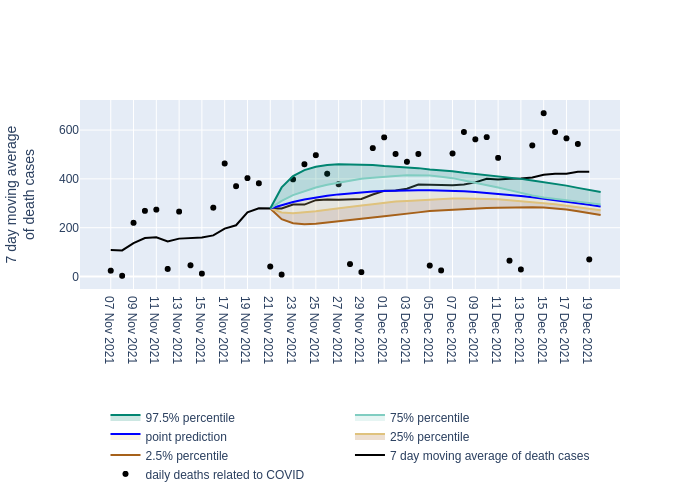 7 day moving average
of death cases
600
400
200
0
07 Nov 2021
09 Nov 2021
11 Nov 2021
13 Nov 2021
15 Nov 2021
17 Nov 2021
19 Nov 2021
21 Nov 2021
23 Nov 2021
25 Nov 2021
27 Nov 2021
29 Nov 2021
01 Dec 2021
03 Dec 2021
05 Dec 2021
07 Dec 2021
09 Dec 2021
11 Dec 2021
13 Dec 2021
15 Dec 2021
17 Dec 2021
19 Dec 2021
97.5% percentile
75% percentile
point prediction
25% percentile
2.5% percentile
7 day moving average of death cases
daily deaths related to COVID